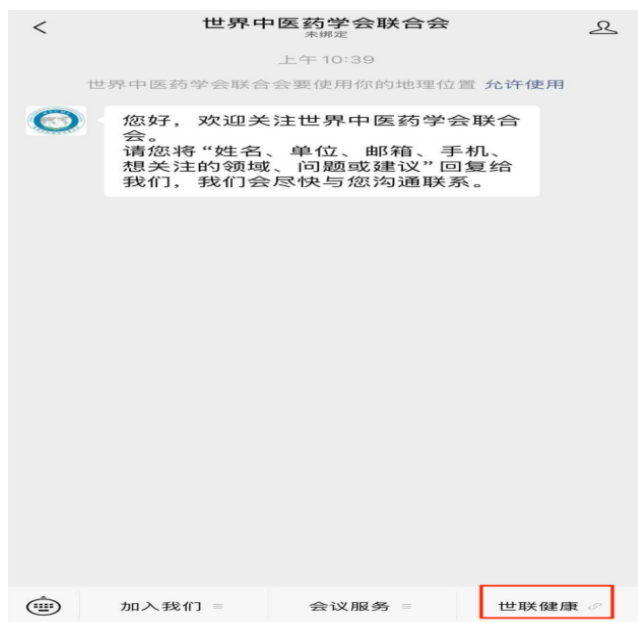 世界中医药学会联合会
未绑定
上午10:39
世界中医药学会联合会要使用你的地理位置 允许使用
您好，欢迎关注世界中医药学会联合
会。
请您将“姓名、单位、邮箱、手机、
想关注的领域、问题或建议”回复给
我们，我们会尽快与您沟通联系。
加入我们 会议服务 世联健康